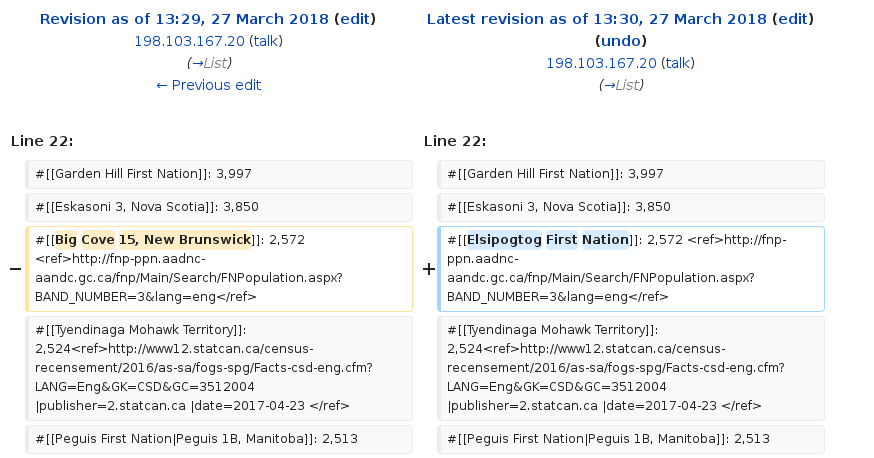 Revision as of 13:29, 27 March 2018 (edit)
198.103.167.20 (talk)
(→List)
← Previous edit
Latest revision as of 13:30, 27 March 2018 (edit)
(undo)
198.103.167.20 (talk)
(→List)
Line 22:
Line 22:
#[[Garden Hill First Nation]]: 3,997
#[[Garden Hill First Nation]]: 3,997
#[[Eskasoni 3, Nova Scotia]]: 3,850
#[[Eskasoni 3, Nova Scotia]]: 3,850
−
#[[Big Cove 15, New Brunswick]]: 2,572
<ref>http://fnp-ppn.aadnc-
aandc.gc.ca/fnp/Main/Search/FNPopulation.aspx?
BAND_NUMBER=3&lang=eng</ref>
+
#[[Elsipogtog First Nation]]: 2,572 <ref>http://fnp-
ppn.aadnc-
aandc.gc.ca/fnp/Main/Search/FNPopulation.aspx?
BAND_NUMBER=3&lang=eng</ref>
#[[Tyendinaga Mohawk Territory]]:
2,524<ref>http://www12.statcan.ca/census-
recensement/2016/as-sa/fogs-spg/Facts-csd-eng.cfm?
LANG=Eng&GK=CSD&GC=3512004
|publisher=2.statcan.ca |date=2017-04-23 </ref>
#[[Tyendinaga Mohawk Territory]]:
2,524<ref>http://www12.statcan.ca/census-
recensement/2016/as-sa/fogs-spg/Facts-csd-eng.cfm?
LANG=Eng&GK=CSD&GC=3512004
|publisher=2.statcan.ca |date=2017-04-23 </ref>
#[[Peguis First Nation|Peguis 1B, Manitoba]]: 2,513
#[[Peguis First Nation|Peguis 1B, Manitoba]]: 2,513